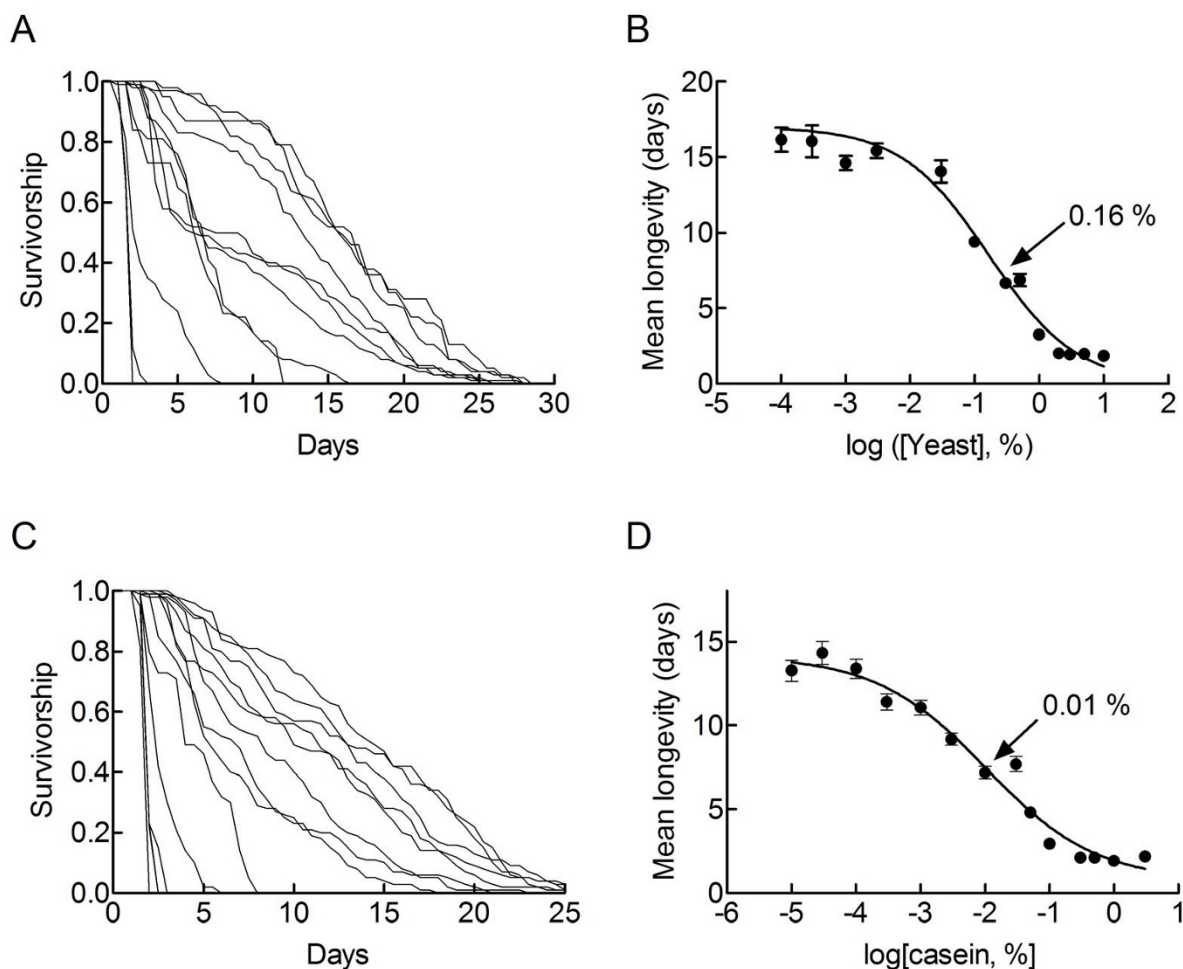 A
1.0
0.8
0.6
0.4
0.2
0.0
Survivorship
0 5 10 15 20 25 30
Days
B
20
15
10
5
0
Mean longevity (days)
0.16 %
-5 -4 -3 -2 -1 0 1 2
log ([Yeast], %)
C
1.0
0.8
0.6
0.4
0.2
0.0
Survivorship
0 5 10 15 20 25
Days
D
15
10
5
0
Mean longevity (days)
0.01 %
-6 -5 -4 -3 -2 -1 0 1
log[casein, %]